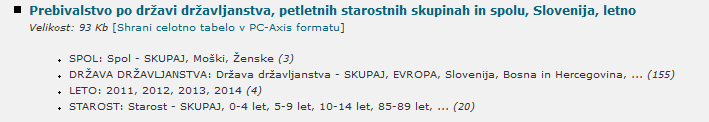 Prebivalstvo po državi državljanstva, petletnih starostnih skupinah in spolu, Slovenija, letno
Velikost: 93 Kb [Shrani celotno tabelo v PC-Axis formatu]
SPOL: Spol - SKUPAJ, Moški, Ženske (3)
DRŽAVA DRŽAVLJANSTVA: Država državljanstva - SKUPAJ, EVROPA, Slovenija, Bosna in Hercegovina, ... (155)
LETO: 2011, 2012, 2013, 2014 (4)
STAROST: Starost - SKUPAJ, 0-4 let, 5-9 let, 10-14 let, 85-89 let, ... (20)